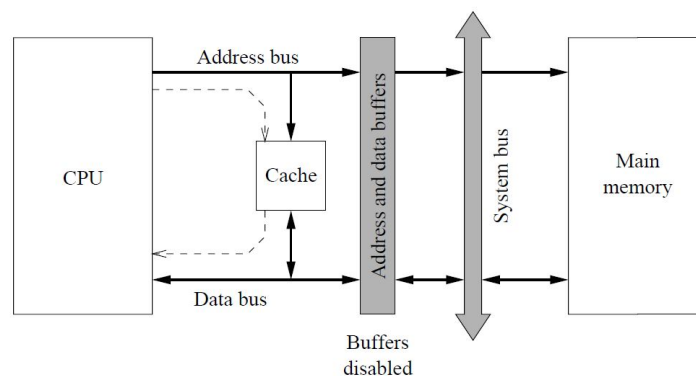 Address bus
CPU
Cache
Data bus
Address and data buffers
Buffers
disabled
System bus
Main
memory